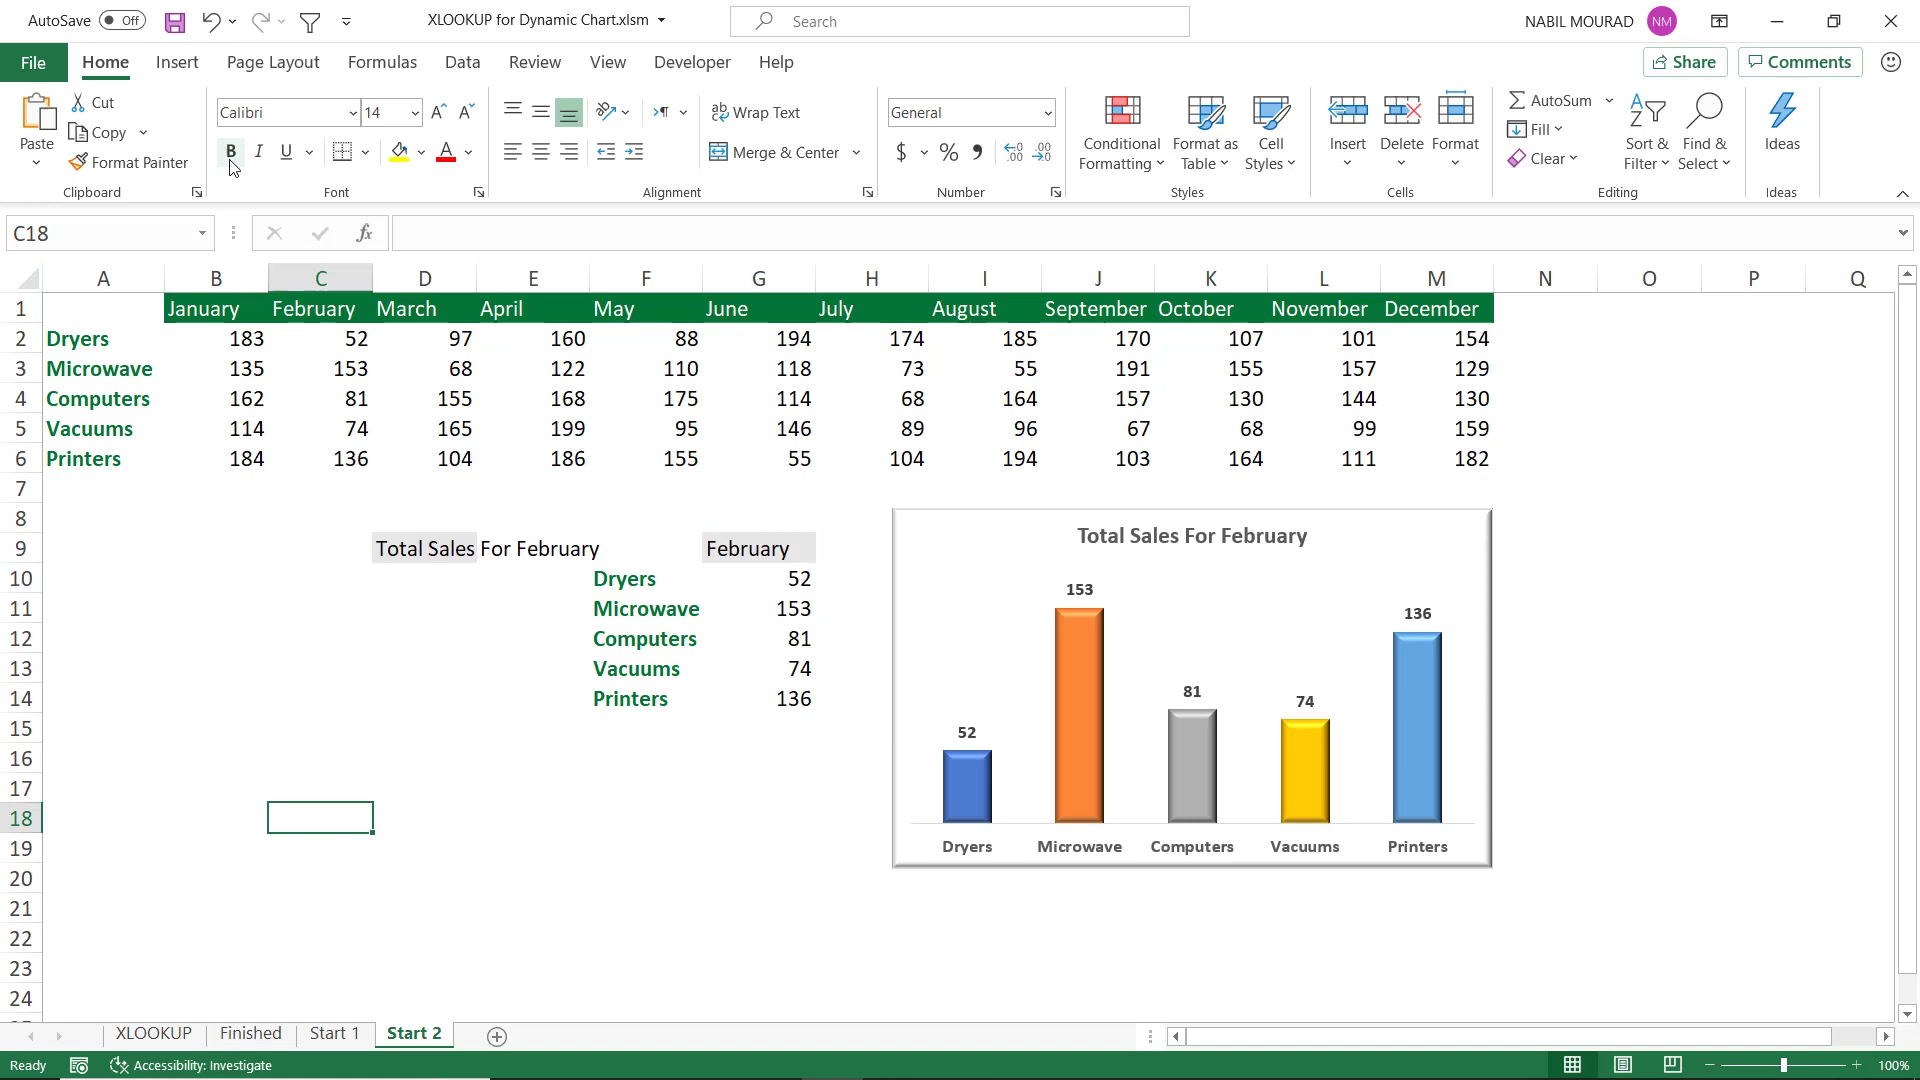 AutoSave Off
XLOOKUP for Dynamic Chart.xlsm
Search
NABIL MOURAD NM
File Home Insert Page Layout Formulas Data Review View Developer Help
Share Comments
Paste
Cut
Copy
Format Painter
Clipboard
Calibri 14
B I U
Font
Wrap Text
Merge & Center
Alignment
General
$ % ,
Number
Conditional Formatting
Format as Table
Cell Styles
Styles
Insert Delete Format
Cells
AutoSum
Fill
Clear
Sort & Filter
Find & Select
Editing
Ideas
Ideas
C18
fx
A B C D E F G H I J K L M N O P Q
1 January February March April May June July August September October November December
2 Dryers 183 52 97 160 88 194 174 185 170 107 101 154
3 Microwave 135 153 68 122 110 118 73 55 191 155 157 129
4 Computers 162 81 155 168 175 114 68 164 157 130 144 130
5 Vacuums 114 74 165 199 95 146 89 96 67 68 99 159
6 Printers 184 136 104 186 155 55 104 194 103 164 111 182
7
8
9 Total Sales For February February
10 Dryers 52
11 Microwave 153
12 Computers 81
13 Vacuums 74
14 Printers 136
15
16
17
18
19
20
21
22
23
24
Total Sales For February
52 153 81 74 136
Dryers Microwave Computers Vacuums Printers
XLOOKUP Finished Start 1 Start 2
Ready Accessibility: Investigate 100%